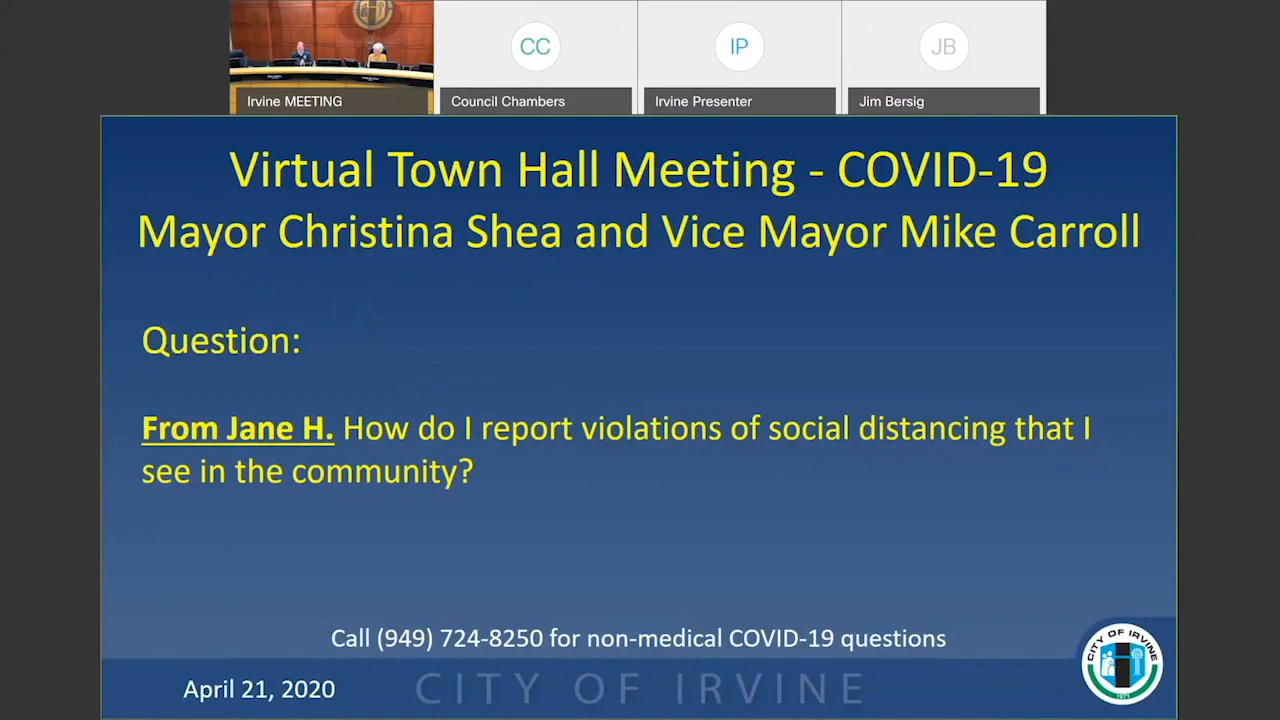 CC
IP
JB
Irvine MEETING
Council Chambers
Irvine Presenter
Jim Bersig
Virtual Town Hall Meeting - COVID-19
Mayor Christina Shea and Vice Mayor Mike Carroll
Question:
From Jane H. How do I report violations of social distancing that I
see in the community?
Call (949) 724-8250 for non-medical COVID-19 questions
April 21, 2020
CITY OF IRVINE
CITY OF IRVINE
1971